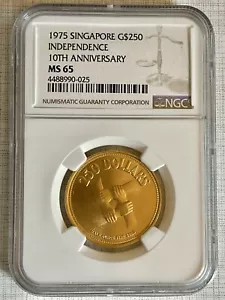 1975 SINGAPORE G$250
INDEPENDENCE
10TH ANNIVERSARY
MS 65
4488990-025
NUMISMATIC GUARANTY CORPORATION
NGC
250 DOLLARS